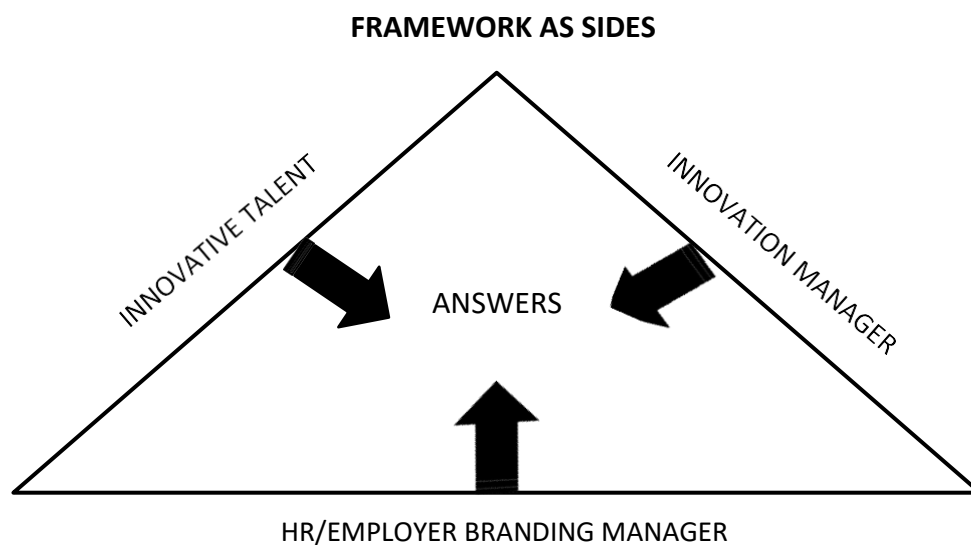 FRAMEWORK AS SIDES
INNOVATIVE TALENT
INNOVATION MANAGER
ANSWERS
HR/EMPLOYER BRANDING MANAGER